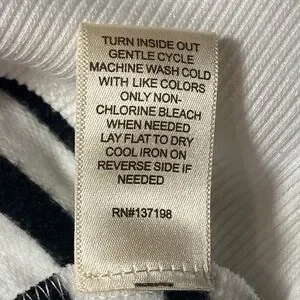 TURN INSIDE OUT
GENTLE CYCLE
MACHINE WASH COLD
WITH LIKE COLORS
ONLY NON-
CHLORINE BLEACH
WHEN NEEDED
LAY FLAT TO DRY
COOL IRON ON
REVERSE SIDE IF
NEEDED
RN#137198